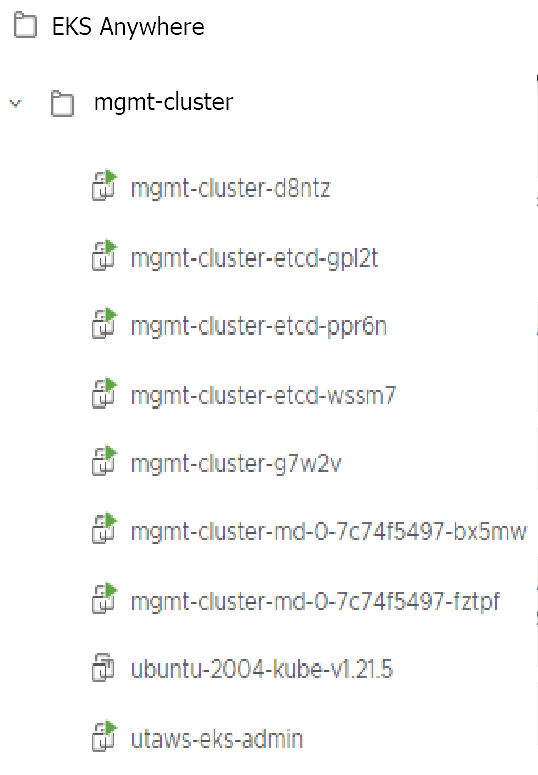 EKS Anywhere
mgmt-cluster
mgmt-cluster-d8ntz
mgmt-cluster-etcd-gpl2t
mgmt-cluster-etcd-ppr6n
mgmt-cluster-etcd-wssm7
mgmt-cluster-g7w2v
mgmt-cluster-md-0-7c74f5497-bx5mw
mgmt-cluster-md-0-7c74f5497-fztpf
ubuntu-2004-kube-v1.21.5
utaws-eks-admin